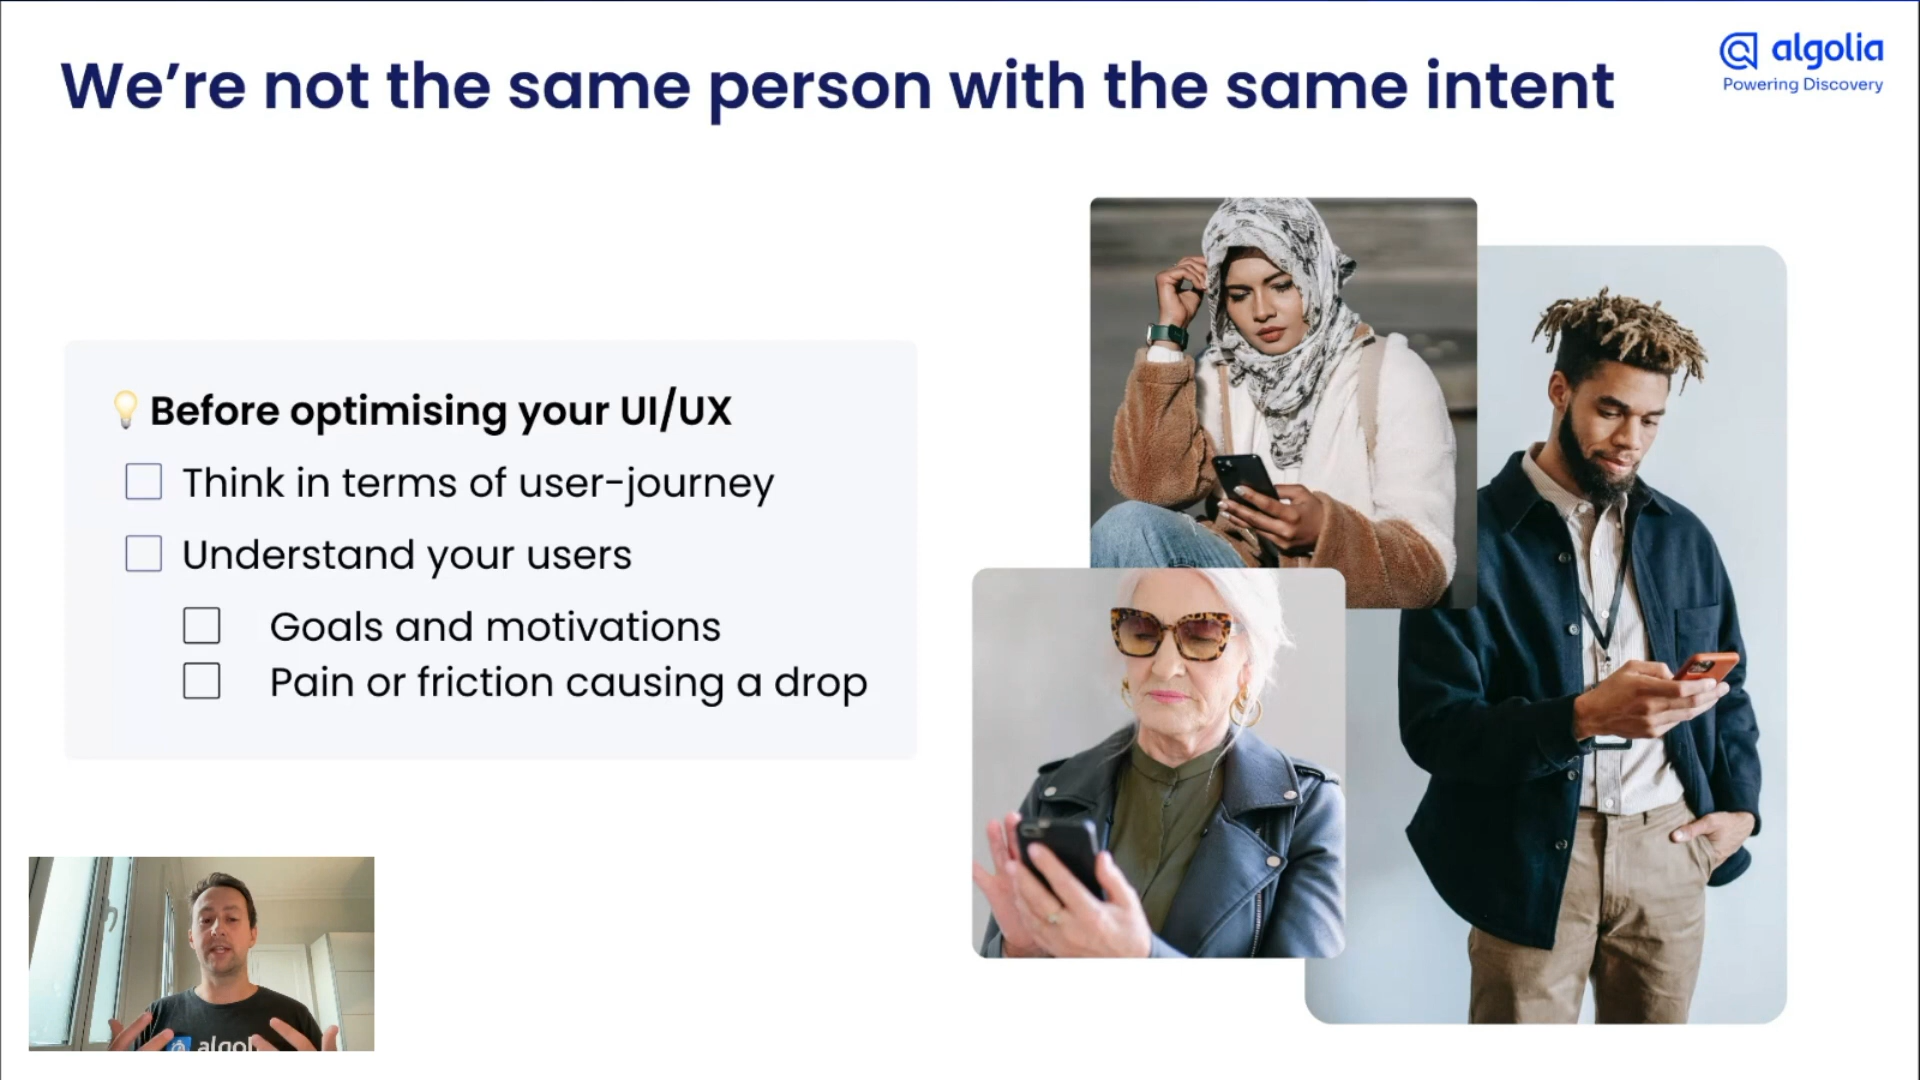 We’re not the same person with the same intent
algolia
Powering Discovery
Before optimising your UI/UX
Think in terms of user-journey
Understand your users
Goals and motivations
Pain or friction causing a drop